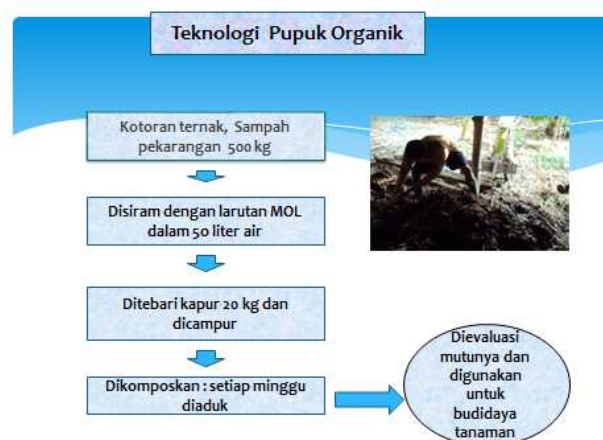 Teknologi Pupuk Organik
Kotoran ternak, Sampah
pekarangan 500 kg
Disiram dengan larutan MOL
dalam 50 liter air
Ditebari kapur 20 kg dan
dicampur
Dikomposkan : setiap minggu
diaduk
Dievaluasi
mutunya dan
digunakan
untuk
budidaya
tanaman